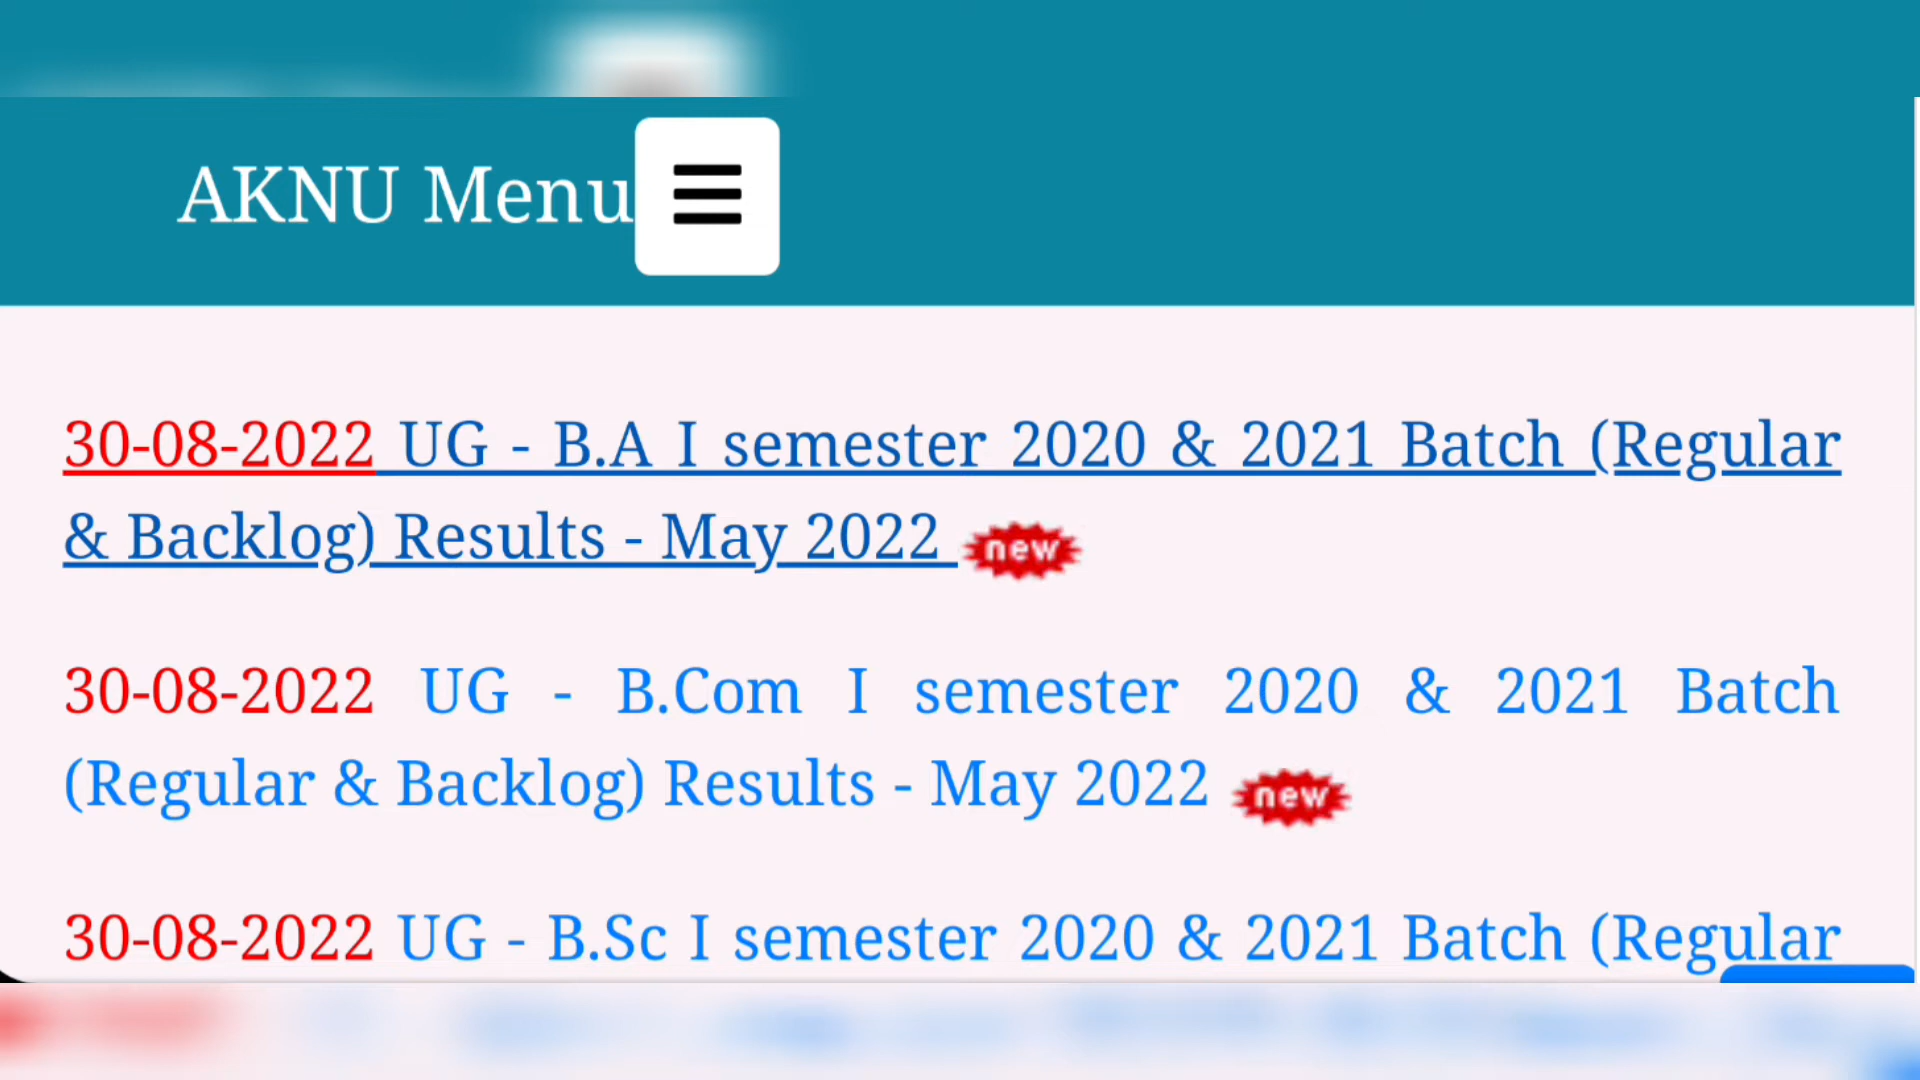 AKNU Menu
30-08-2022 UG - B.A I semester 2020 & 2021 Batch (Regular
& Backlog) Results - May 2022 new
30-08-2022 UG - B.Com I semester 2020 & 2021 Batch
(Regular & Backlog) Results - May 2022 new
30-08-2022 UG - B.Sc I semester 2020 & 2021 Batch (Regular